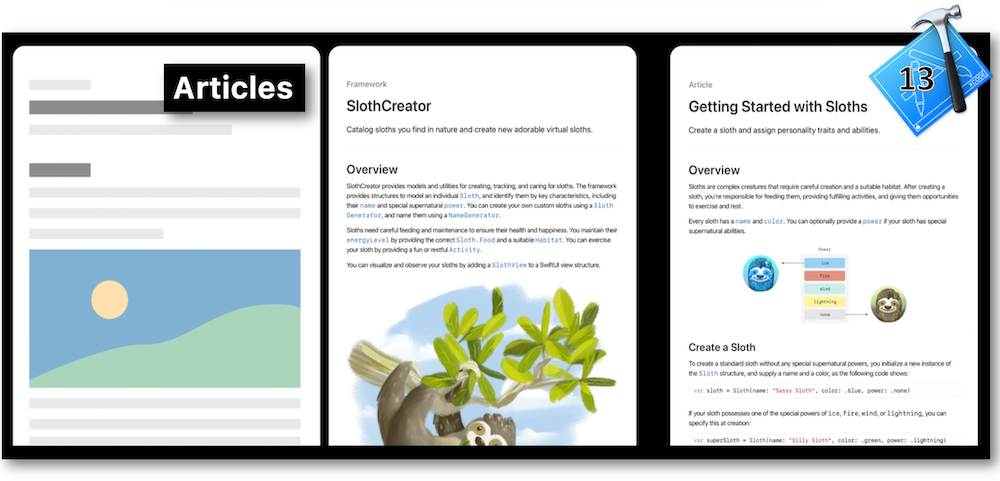 Articles
Framework
SlothCreator
Catalog sloths you find in nature and create new adorable virtual sloths.
Overview
SlothCreator provides models and utilities for creating, tracking, and caring for sloths. The framework
provides structures to model an individual Sloth, and identify them by key characteristics, including
their name and special supernatural power. You can create your own custom sloths using a Sloth
Generator, and name them using a NameGenerator.
Sloths need careful feeding and maintenance to ensure their health and happiness. You maintain their
energyLevel by providing the correct Sloth.Food and a suitable Habitat. You can exercise
your sloth by providing a fun or restful Activity.
You can visualize and observe your sloths by adding a SlothView to a SwiftUI view structure.
Article
Getting Started with Sloths
Create a sloth and assign personality traits and abilities.
Overview
Sloths are complex creatures that require careful creation and a suitable habitat. After creating a
sloth, you're responsible for feeding them, providing fulfilling activities, and giving them opportunities
to exercise and rest.
Every sloth has a name and color. You can optionally provide a power if your sloth has special
supernatural abilities.
Power
ice
fire
wind
lightning
none
Create a Sloth
To create a standard sloth without any special supernatural powers, you initialize a new instance of
the Sloth structure, and supply a name and a color, as the following code shows:
var sloth = Sloth(name: "Sassy Sloth", color: .blue, power: .none)
If your sloth possesses one of the special powers of ice, fire, wind, or lightning, you can
specify this at creation:
var superSloth = Sloth(name: "Silly Sloth", color: .green, power: .lightning)
13
XCODE